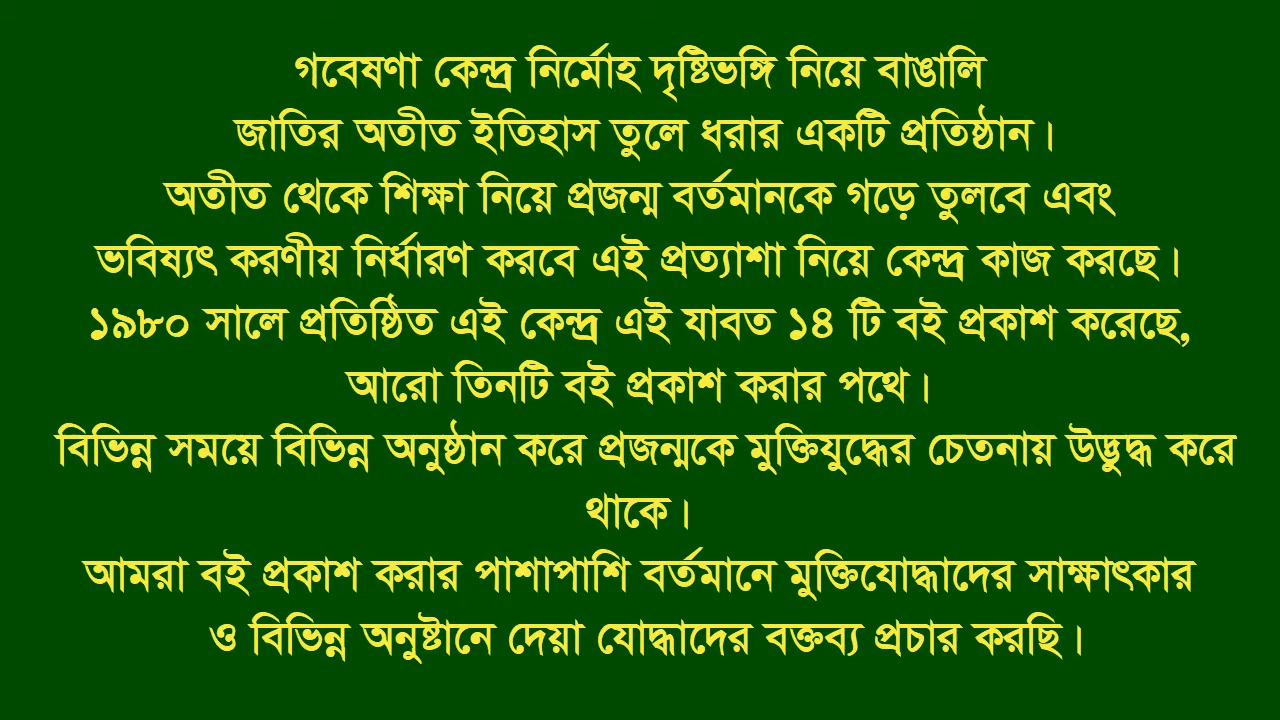 গবেষণা কেন্দ্র নির্মোহ দৃষ্টিভঙ্গি নিয়ে বাঙালি
জাতির অতীত ইতিহাস তুলে ধরার একটি প্রতিষ্ঠান।
অতীত থেকে শিক্ষা নিয়ে প্রজন্ম বর্তমানকে গড়ে তুলবে এবং
ভবিষ্যৎ করণীয় নির্ধারণ করবে এই প্রত্যাশা নিয়ে কেন্দ্র কাজ করছে।
১৯৮০ সালে প্রতিষ্ঠিত এই কেন্দ্র এই যাবত ১৪ টি বই প্রকাশ করেছে,
আরো তিনটি বই প্রকাশ করার পথে।
বিভিন্ন সময়ে বিভিন্ন অনুষ্ঠান করে প্রজন্মকে মুক্তিযুদ্ধের চেতনায় উদ্ভুদ্ধ করে
থাকে।
আমরা বই প্রকাশ করার পাশাপাশি বর্তমানে মুক্তিযোদ্ধাদের সাক্ষাৎকার
ও বিভিন্ন অনুষ্টানে দেয়া যোদ্ধাদের বক্তব্য প্রচার করছি।